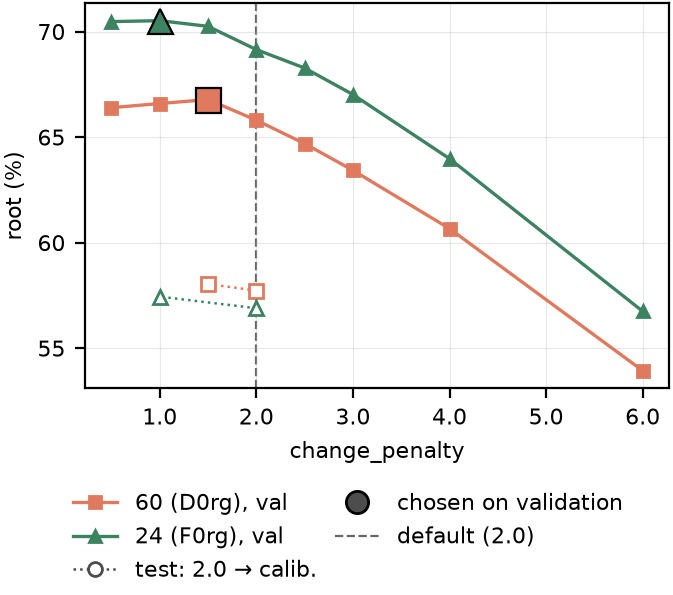 70
65
60
55
root (%)
1.0 2.0 3.0 4.0 5.0 6.0
change_penalty
60 (D0rg), val
24 (F0rg), val
test: 2.0 → calib.
chosen on validation
default (2.0)